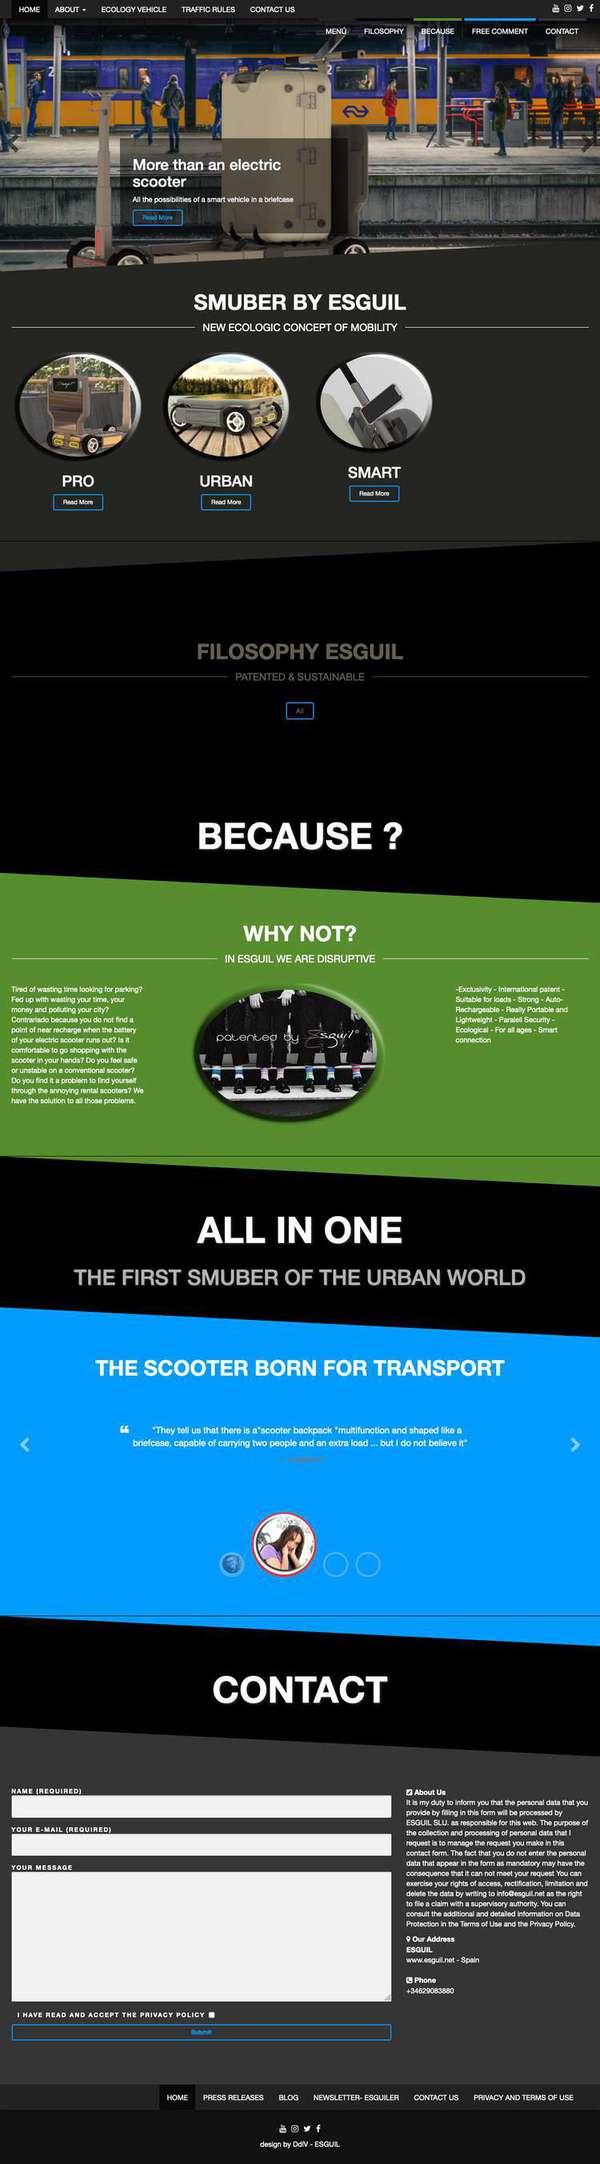 HOME ABOUT ECOLOGY VEHICLE TRAFFIC RULES CONTACT US
MENÚ FILOSOPHY BECAUSE FREE COMMENT CONTACT
More than an electric
scooter
All the possibilities of a smart vehicle in a briefcase
Read More
SMUBER BY ESGUIL
NEW ECOLOGIC CONCEPT OF MOBILITY
PRO URBAN SMART
Read More Read More Read More
FILOSOPHY ESGUIL
PATENTED & SUSTAINABLE
All
BECAUSE ?
WHY NOT?
IN ESGUIL WE ARE DISRUPTIVE
Tired of wasting time looking for parking?
Fed up with wasting your time, your
money and polluting your city?
Contrariado because you do not find a
point of near recharge when the battery
of your electric scooter runs out? Is it
comfortable to go shopping with the
scooter in your hands? Do you feel safe
or unstable on a conventional scooter?
Do you find it a problem to find yourself
through the annoying rental scooters? We
have the solution to all those problems.
patented by Esguil
-Exclusivity - International patent -
Suitable for loads - Strong - Auto-
Rechargeable - Really Portable and
Lightweight - Paralell Security -
Ecological - For all ages - Smart
connection
ALL IN ONE
THE FIRST SMUBER OF THE URBAN WORLD
THE SCOOTER BORN FOR TRANSPORT
"They tell us that there is a"scooter backpack "multifunction and shaped like a
briefcase, capable of carrying two people and an extra load ... but I do not believe it"
CONTACT
NAME (REQUIRED)
YOUR E-MAIL (REQUIRED)
YOUR MESSAGE
I HAVE READ AND ACCEPT THE PRIVACY POLICY
Submit
About Us
It is my duty to inform you that the personal data that you
provide by filling in this form will be processed by
ESGUIL SLU. as responsible for this web. The purpose of
the collection and processing of personal data that I
request is to manage the request you make in this
contact form. The fact that you do not enter the personal
data that appear in the form as mandatory may have the
consequence that it can not meet your request You can
exercise your rights of access, rectification, limitation and
delete the data by writing to info@esguil.net as the right
to file a claim with a supervisory authority. You can
consult the additional and detailed information on Data
Protection in the Terms of Use and the Privacy Policy.
Our Address
ESGUIL
www.esguil.net - Spain
Phone
+34629083880
HOME PRESS RELEASES BLOG NEWSLETTER- ESGUILER CONTACT US PRIVACY AND TERMS OF USE
design by DdIV - ESGUIL